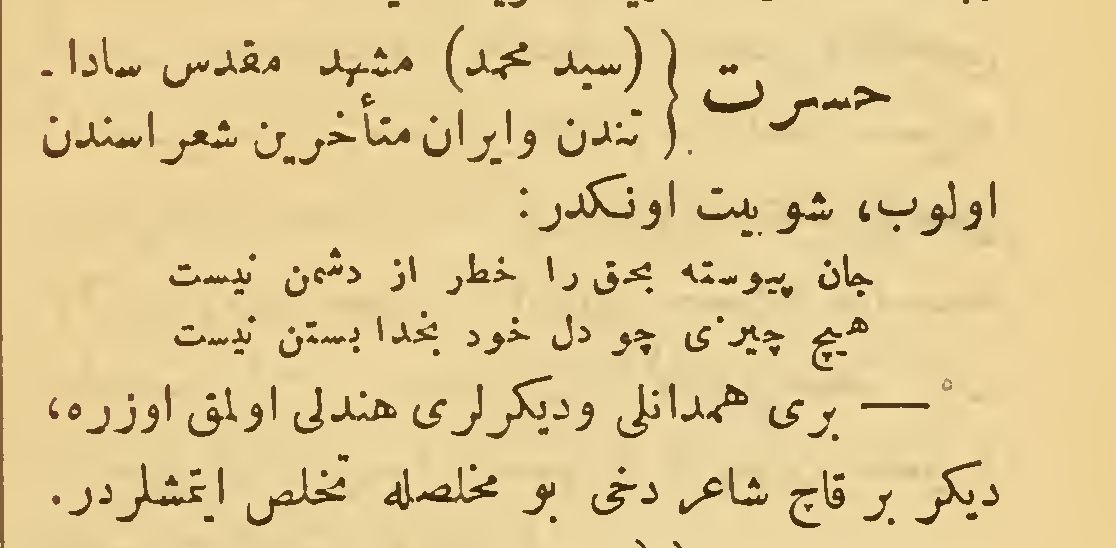 حسرت } (سید محمد) مشهد مقدس سادا-
تندن وایران متأخرین شعراسندن
اولوب، شو بیت اونکدر:
جان پیوسته بحق را خطر از دشمن نیست
هیچ چیزی چو دل خود بخدا بستن نیست
— بری همدانلی ودیکرلری هندلی اولمق اوزره،
دیکر بر قاچ شاعر دخی بو مخلصله تخلص ایتمشلردر.